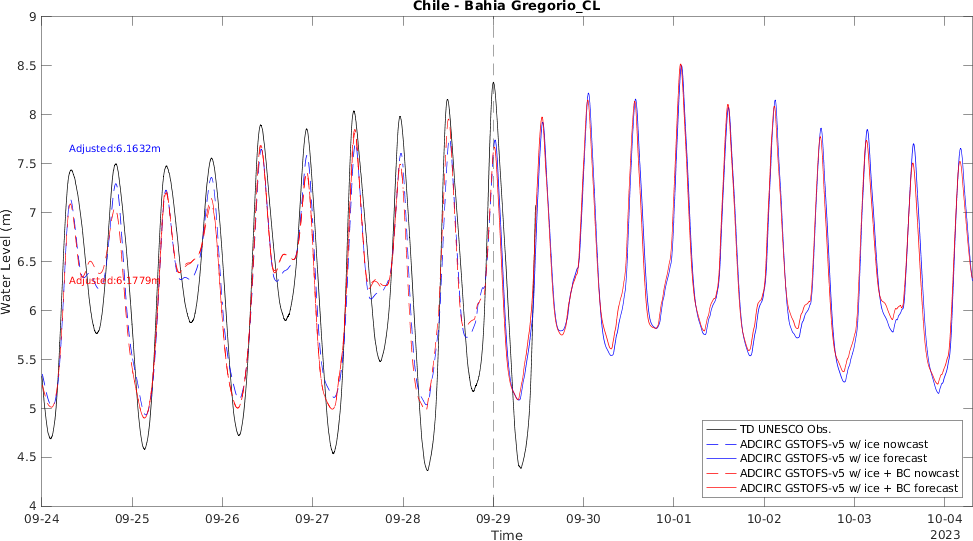 Chile - Bahia Gregorio_CL
9
8.5
8
7.5
7
6.5
6
5.5
5
4.5
4
Water Level (m)
Adjusted:6.1632m
Adjusted:6.1779m
TD UNESCO Obs.
ADCIRC GSTOFS-v5 w/ ice nowcast
ADCIRC GSTOFS-v5 w/ ice forecast
ADCIRC GSTOFS-v5 w/ ice + BC nowcast
ADCIRC GSTOFS-v5 w/ ice + BC forecast
09-24 09-25 09-26 09-27 09-28 09-29 09-30 10-01 10-02 10-03 10-04
Time
2023